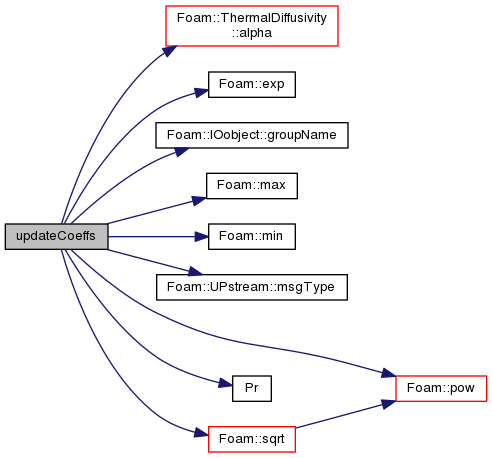 Foam::ThermalDiffusivity
::alpha
Foam::exp
Foam::IOobject::groupName
Foam::max
updateCoeffs
Foam::min
Foam::UPstream::msgType
Pr
Foam::pow
Foam::sqrt